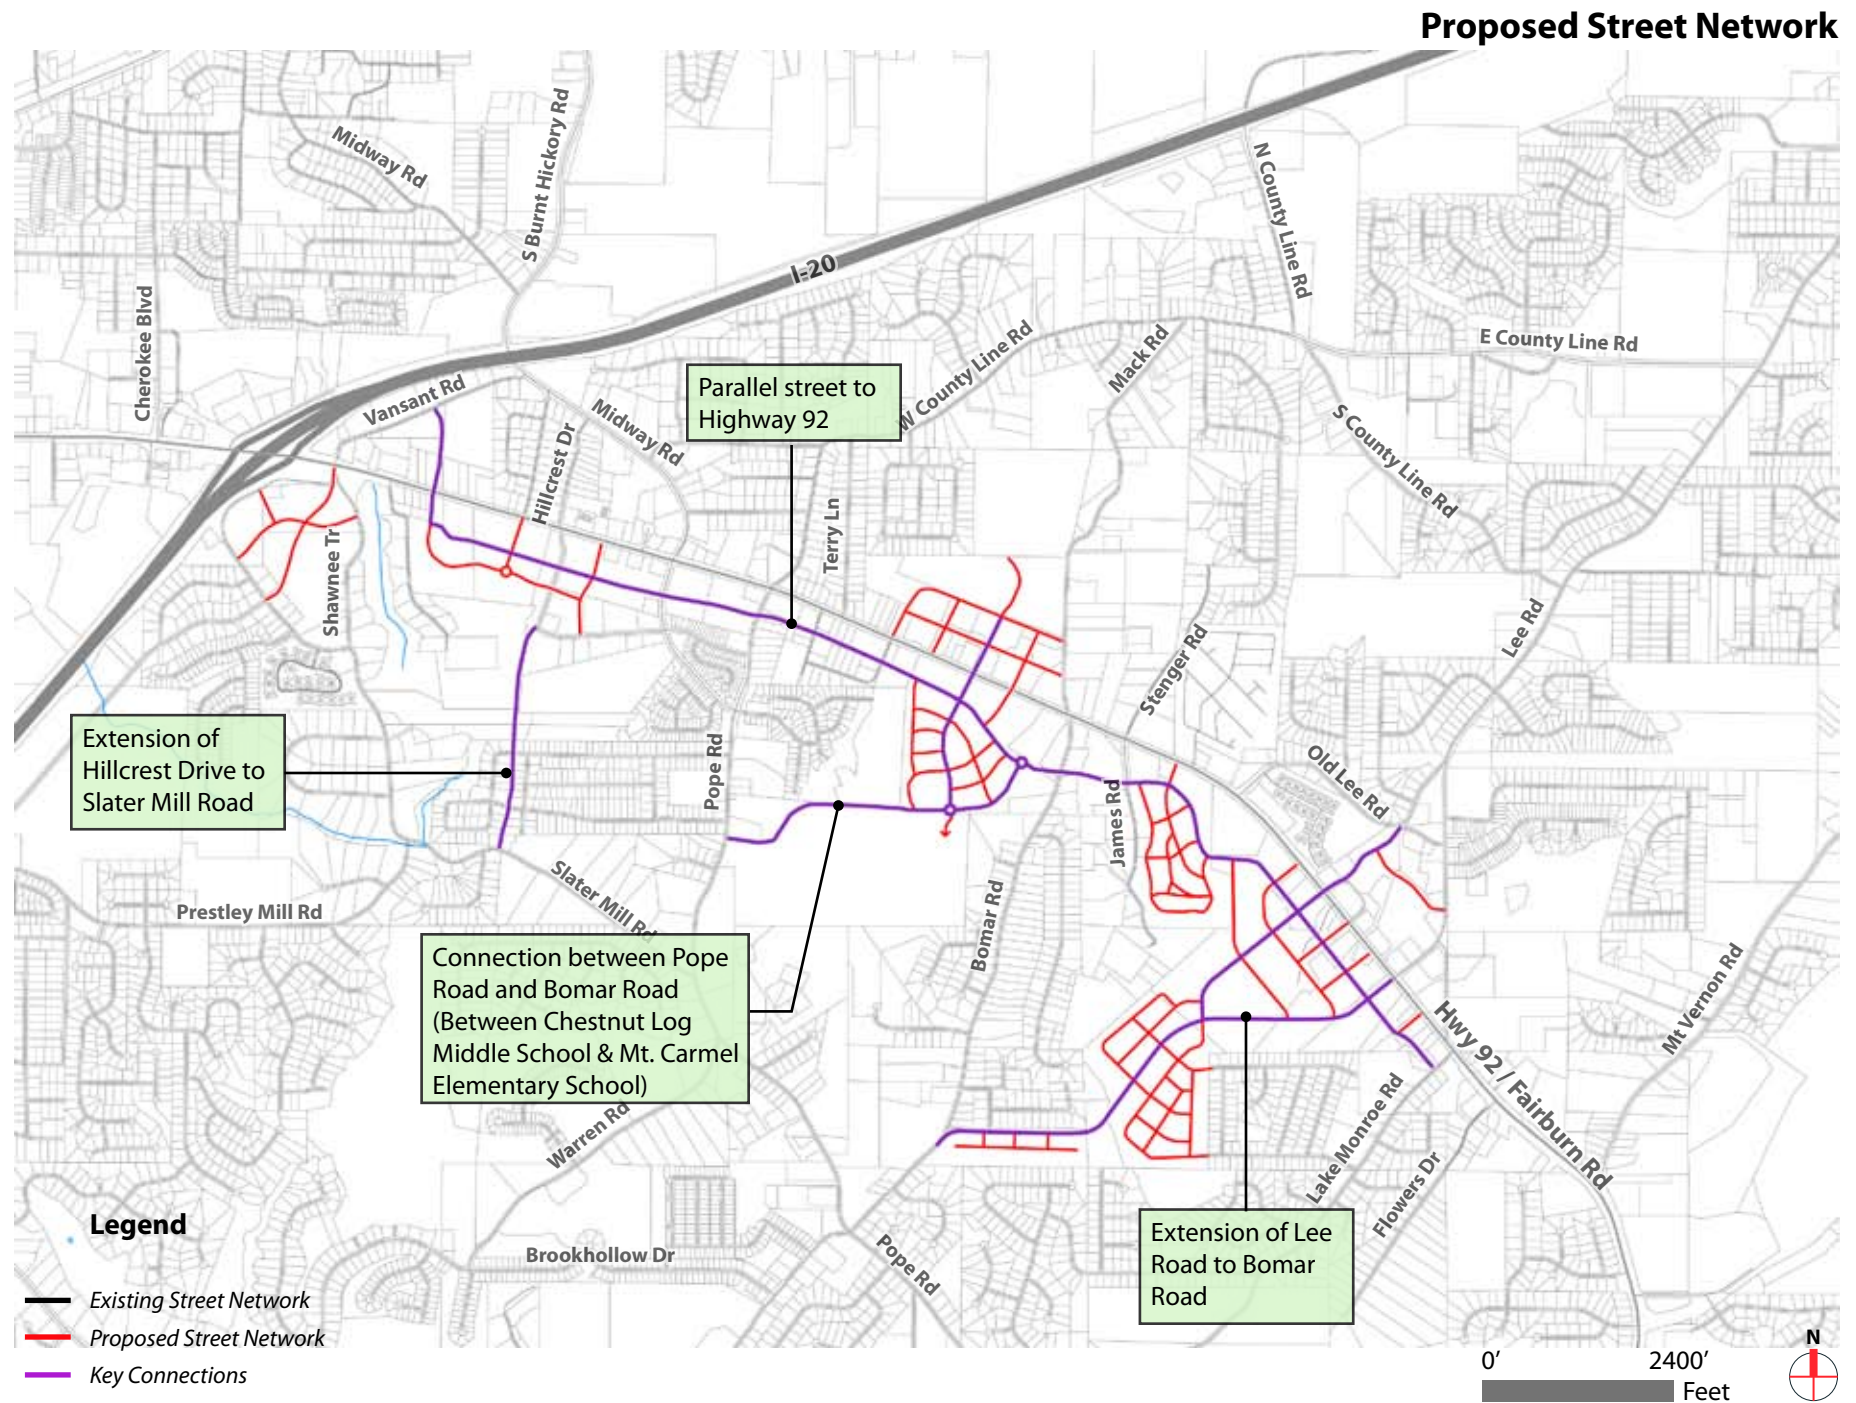 Proposed Street Network
Midway Rd
S Burnt Hickory Rd
N County Line Rd
I-20
Cherokee Blvd
E County Line Rd
W County Line Rd
Mack Rd
Vansant Rd
Parallel street to
Highway 92
Midway Rd
Hillcrest Dr
S County Line Rd
Terry Ln
Shawnee Tr
Lee Rd
Stenger Rd
Extension of
Hillcrest Drive to
Slater Mill Road
Pope Rd
Old Lee Rd
James Rd
Slater Mill Rd
Prestley Mill Rd
Bomar Rd
Connection between Pope
Road and Bomar Road
(Between Chestnut Log
Middle School & Mt. Carmel
Elementary School)
Mt Vernon Rd
Hwy 92 / Fairburn Rd
Warren Rd
Lake Monroe Rd
Flowers Dr
Extension of Lee
Road to Bomar
Road
Brookhollow Dr
Pope Rd
Legend
Existing Street Network
Proposed Street Network
Key Connections
0' 2400'
Feet
N